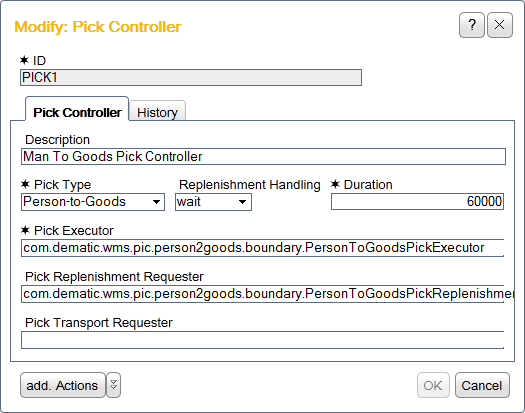 Modify: Pick Controller
?
✶ ID
PICK1
Pick Controller History
Description
Man To Goods Pick Controller
✶ Pick Type Replenishment Handling ✶ Duration
Person-to-Goods wait 60000
✶ Pick Executor
com.dematic.wms.pic.person2goods.boundary.PersonToGoodsPickExecutor
Pick Replenishment Requester
com.dematic.wms.pic.person2goods.boundary.PersonToGoodsPickReplenishmer
Pick Transport Requester
add. Actions OK Cancel